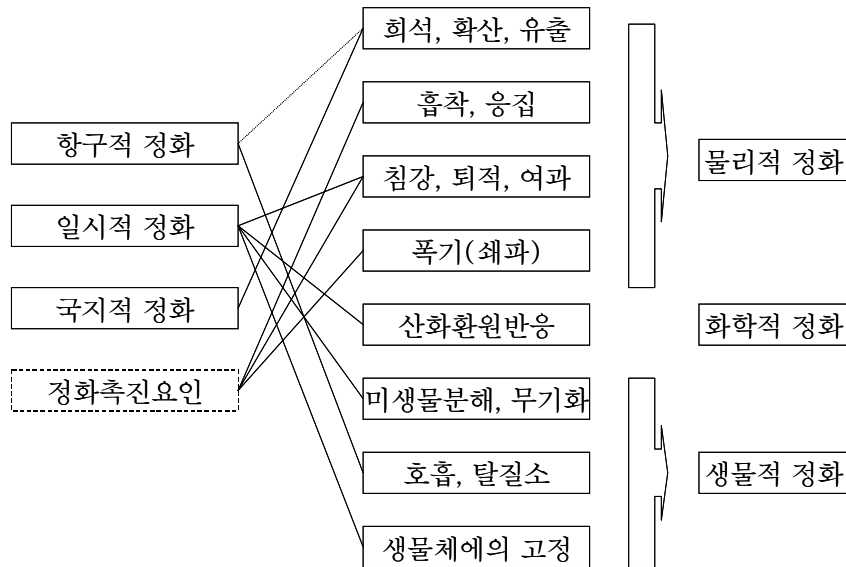 항구적 정화
일시적 정화
국지적 정화
정화촉진요인
희석, 확산, 유출
흡착, 응집
침강, 퇴적, 여과
폭기(쇄파)
산화환원반응
미생물분해, 무기화
호흡, 탈질소
생물체에의 고정
물리적 정화
화학적 정화
생물적 정화